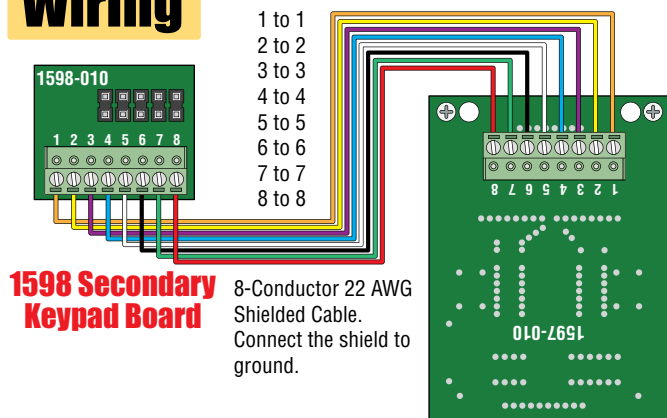 Wiring
1 to 1
2 to 2
3 to 3
4 to 4
5 to 5
6 to 6
7 to 7
8 to 8
1598-010
1 2 3 4 5 6 7 8
8 7 6 5 4 3 2 1
1598 Secondary
Keypad Board
8-Conductor 22 AWG
Shielded Cable.
Connect the shield to
ground.
1597-010